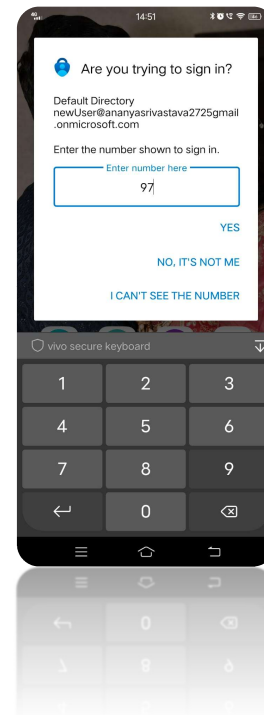 4G
14:51
Are you trying to sign in?
Default Directory
newUser@ananyasrivastava2725gmail
.onmicrosoft.com
Enter the number shown to sign in.
Enter number here
97
YES
NO, IT'S NOT ME
I CAN'T SEE THE NUMBER
vivo secure keyboard
1 2 3
4 5 6
7 8 9
0